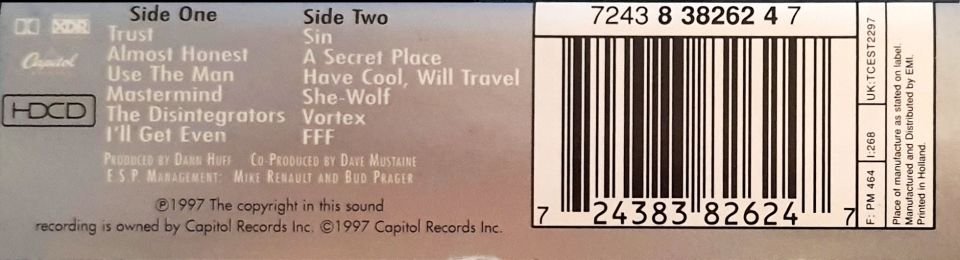 Side One
Trust
Almost Honest
Use The Man
Mastermind
The Disintegrators
I'll Get Even
Side Two
Sin
A Secret Place
Have Cool, Will Travel
She-Wolf
Vortex
FFF
XDR
Capitol
HDCD
Produced by Dann Huff Co-Produced by Dave Mustaine
E.S.P. Management: Mike Renault and Bud Prager
℗1997 The copyright in this sound
recording is owned by Capitol Records Inc. ©1997 Capitol Records Inc.
7243 8 38262 4 7
7 24383 82624 7
UK:TCEST2297
F: PM 464 I:268
Place of manufacture as stated on label.
Manufactured and Distributed by EMI.
Printed in Holland.